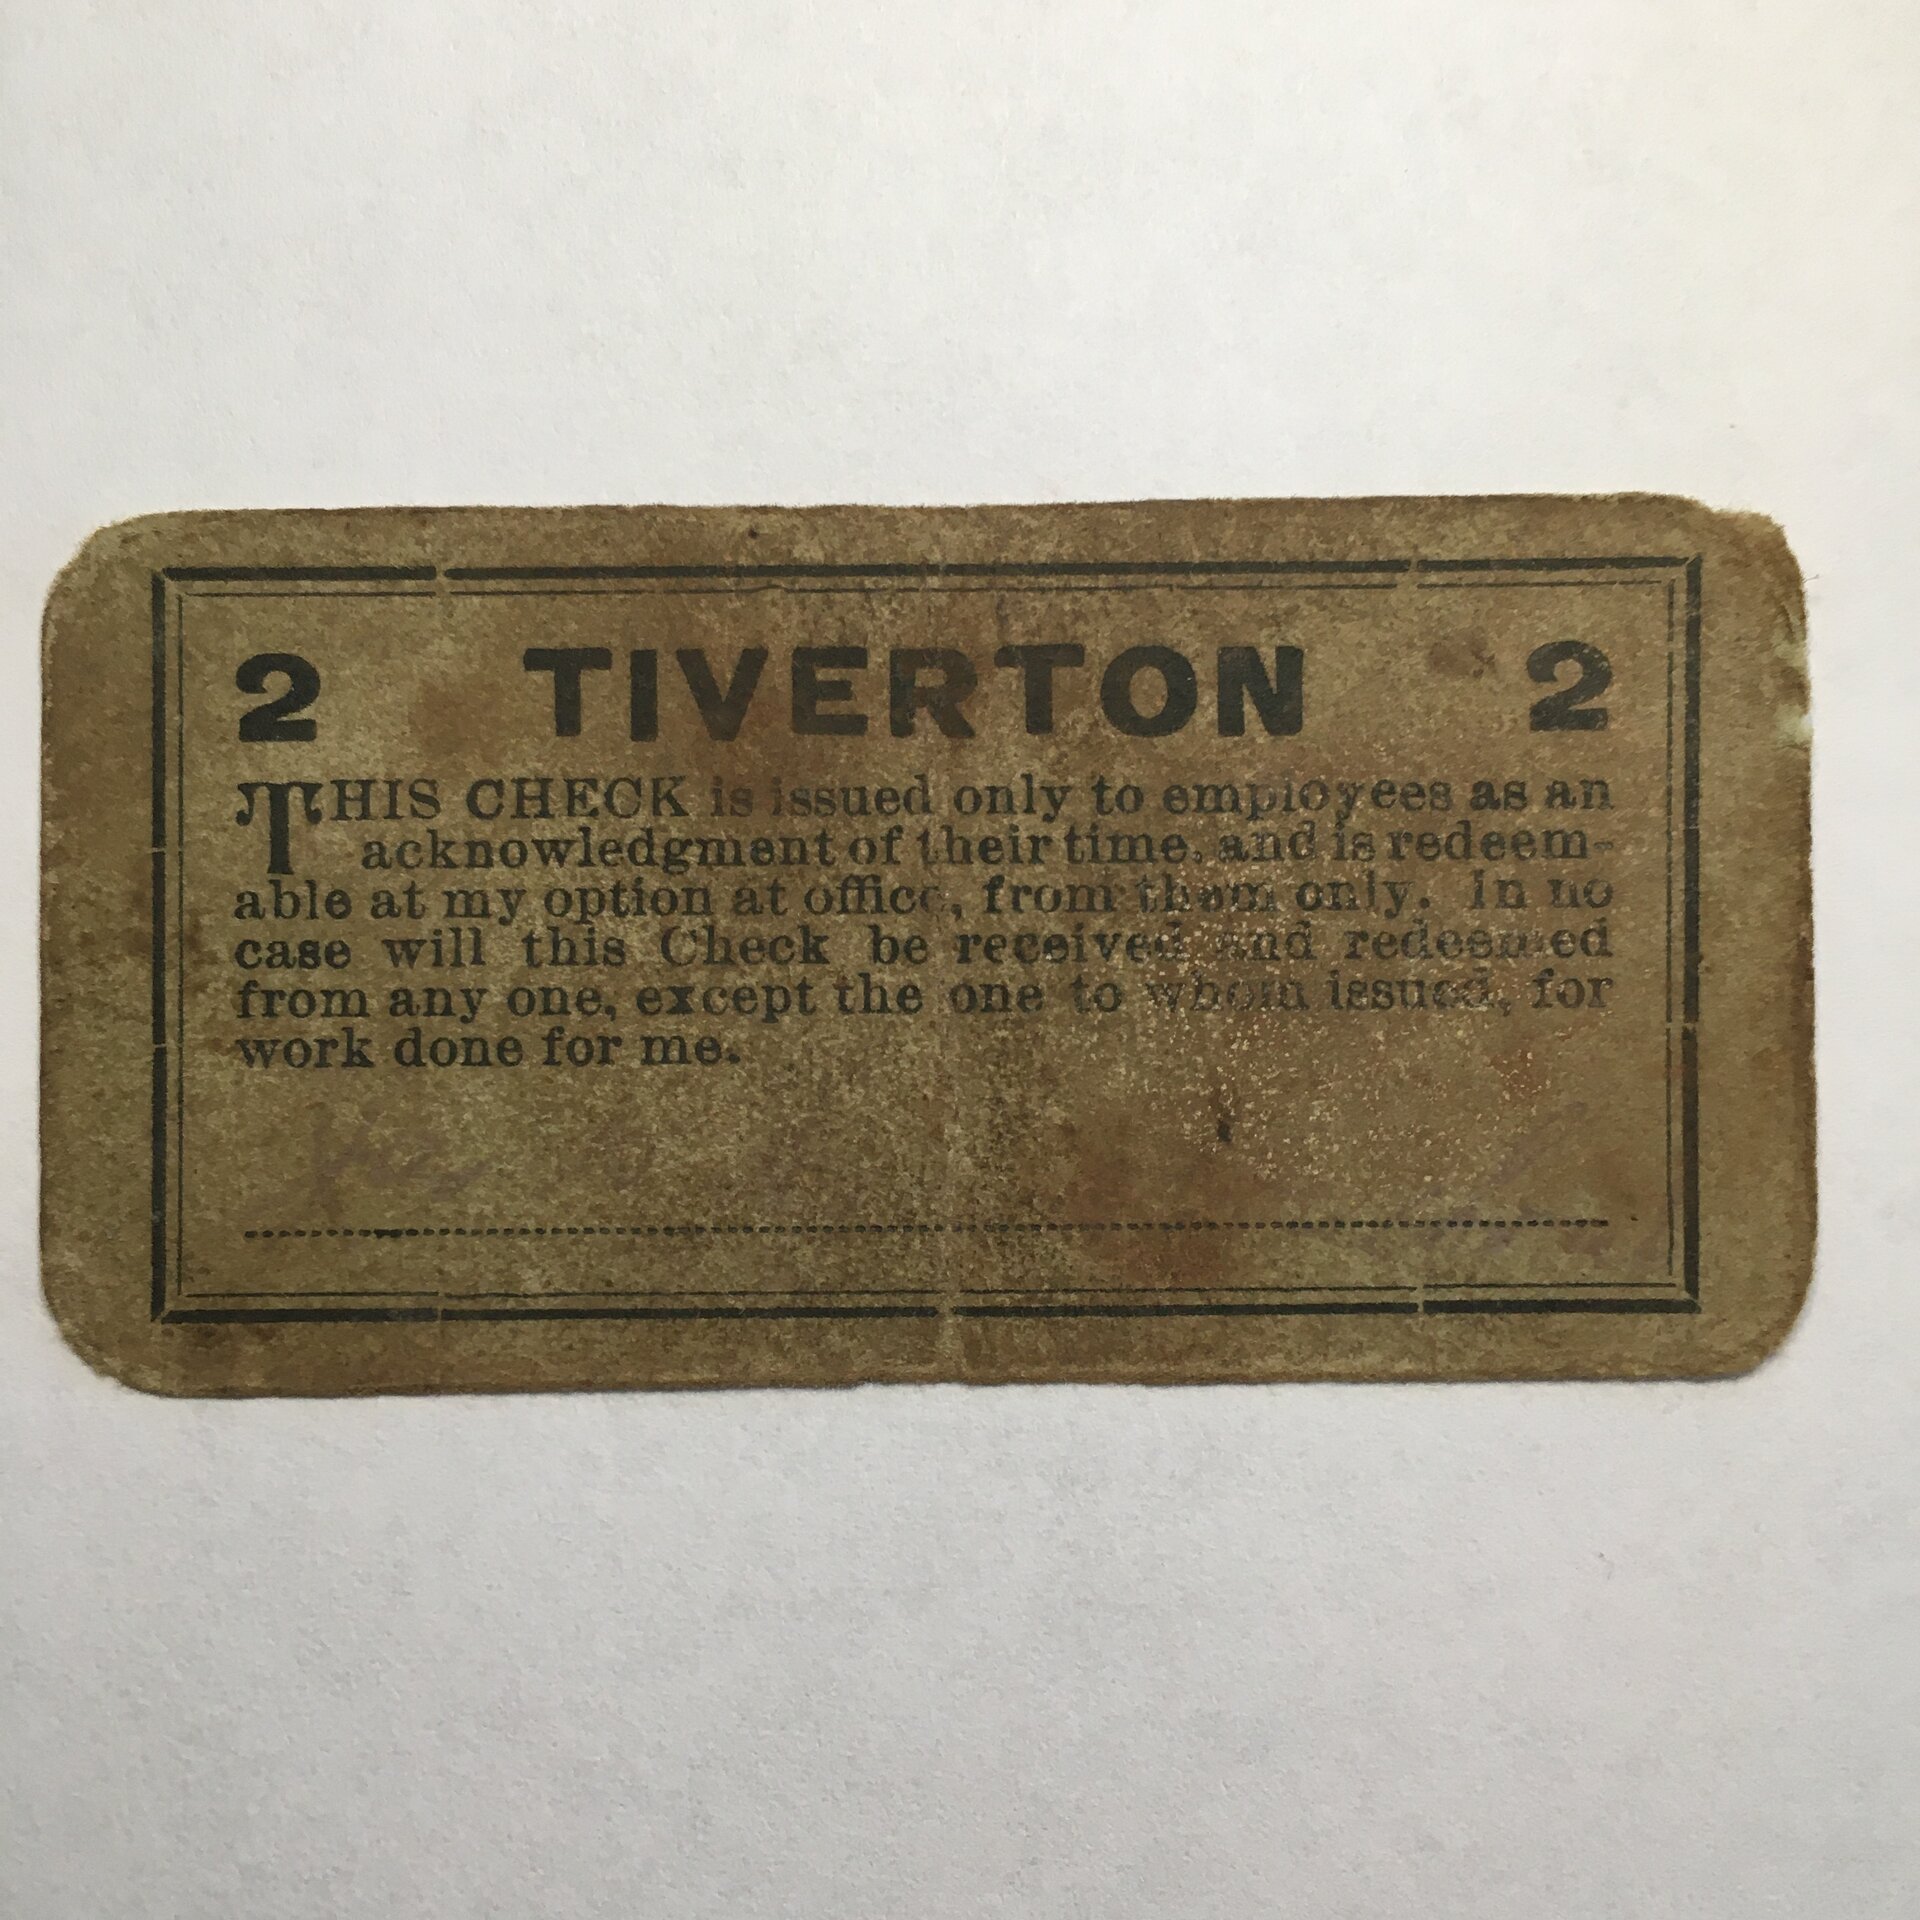 2 TIVERTON 2
THIS CHECK is issued only to employees as an
acknowledgment of their time, and is redeem-
able at my option at office, from them only. In no
case will this Check be received and redeemed
from any one, except the one to whom issued, for
work done for me.